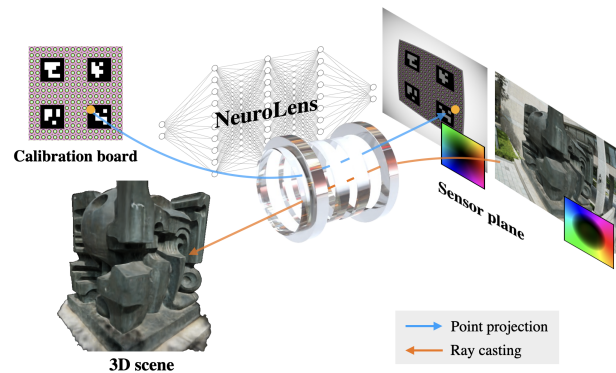 NeuroLens
Calibration board
Sensor plane
3D scene
Point projection
Ray casting